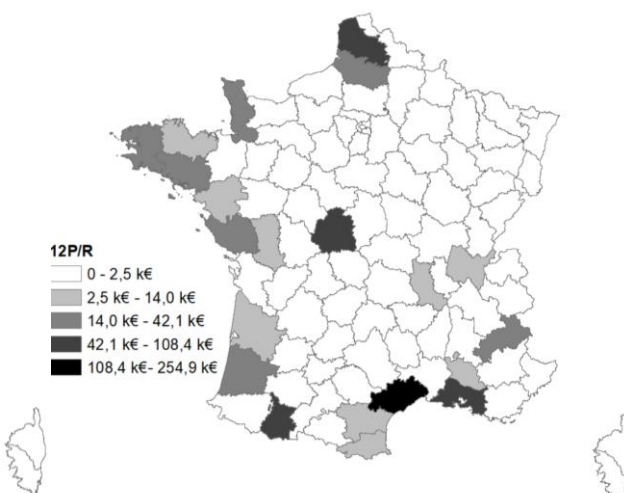 12P/R
0 - 2,5 k€
2,5 k€ - 14,0 k€
14,0 k€ - 42,1 k€
42,1 k€ - 108,4 k€
108,4 k€- 254,9 k€